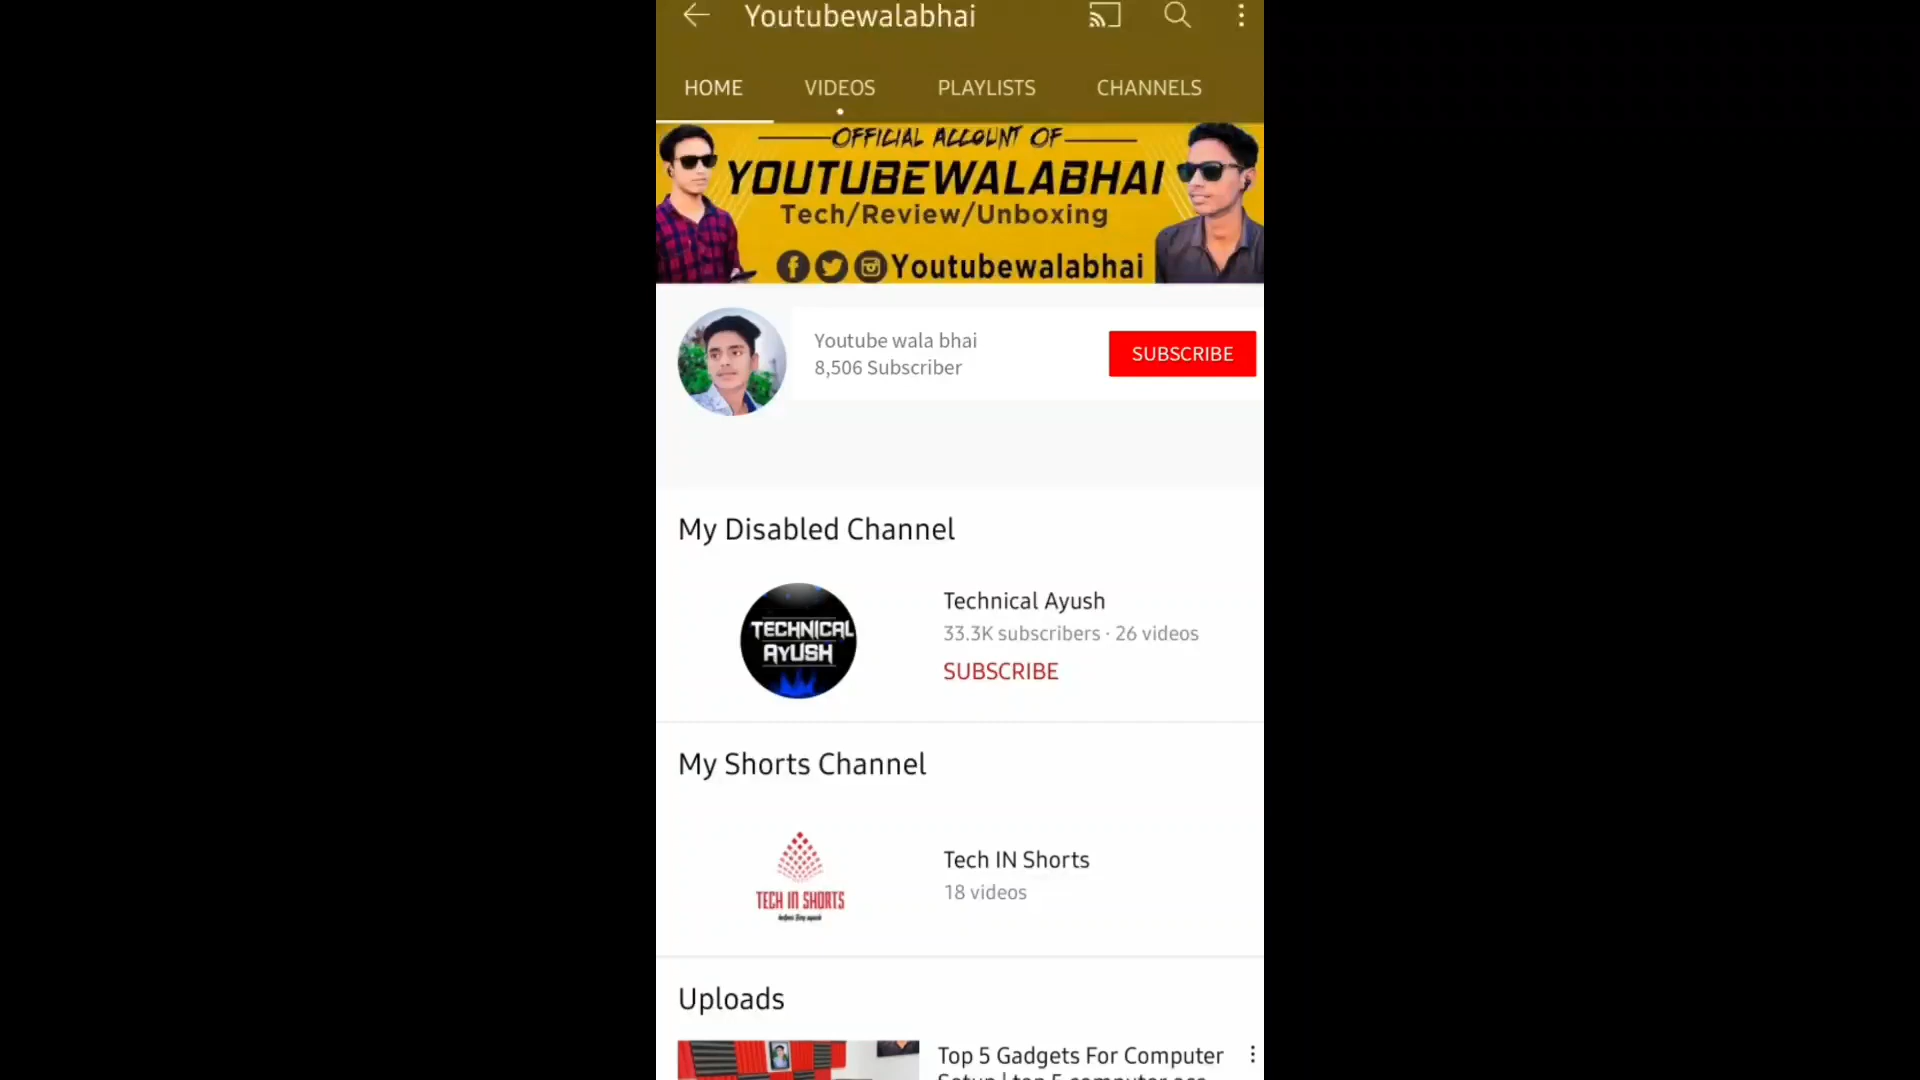 Youtubewalabhai
HOME VIDEOS PLAYLISTS CHANNELS
OFFICIAL ACCOUNT OF
YOUTUBEWALABHAI
Tech/Review/Unboxing
Youtubewalabhai
Youtube wala bhai
8,506 Subscriber
SUBSCRIBE
My Disabled Channel
TECHNICAL
AYUSH
Technical Ayush
33.3K subscribers · 26 videos
SUBSCRIBE
My Shorts Channel
TECH IN SHORTS
Tech IN Shorts
18 videos
Uploads
Top 5 Gadgets For Computer